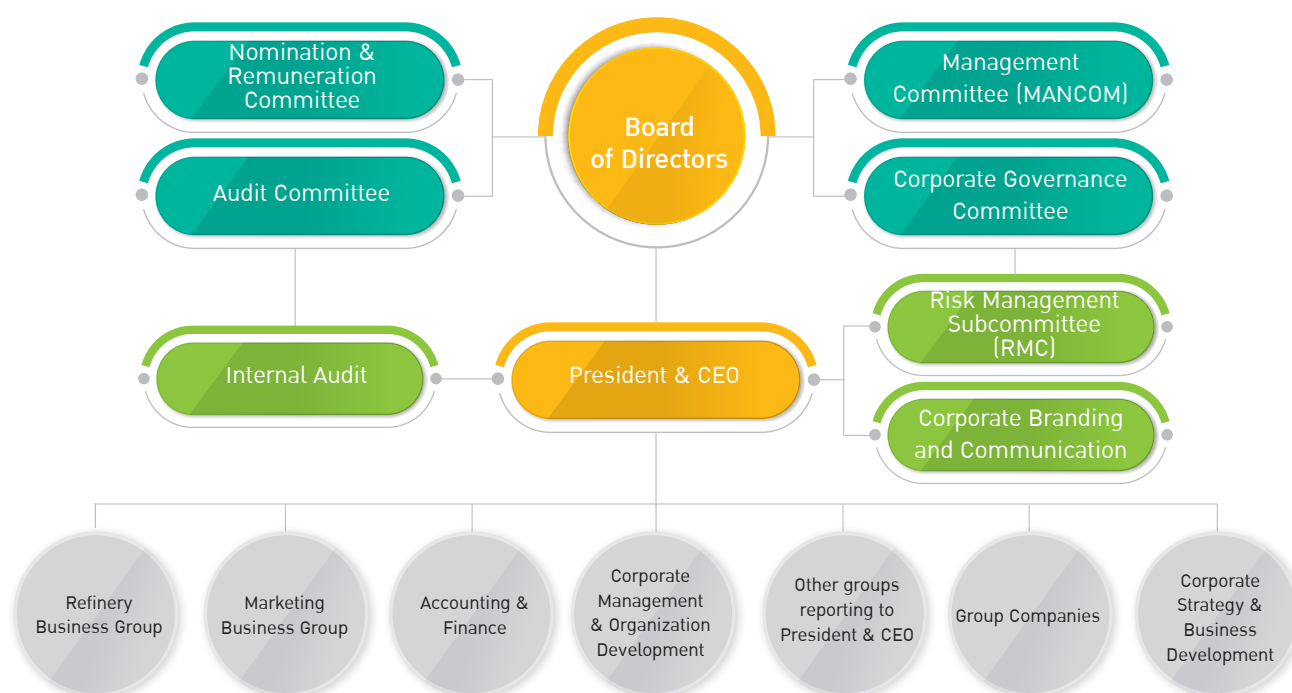 Nomination &
Remuneration
Committee
Board
of Directors
Management
Committee (MANCOM)
Audit Committee
Corporate Governance
Committee
Internal Audit
President & CEO
Risk Management
Subcommittee
(RMC)
Corporate Branding
and Communication
Refinery
Business Group
Marketing
Business Group
Accounting &
Finance
Corporate
Management
& Organization
Development
Other groups
reporting to
President & CEO
Group Companies
Corporate
Strategy &
Business
Development